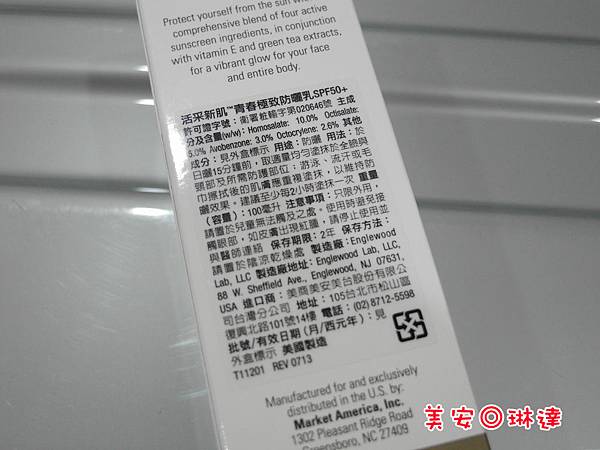 Protect yourself from the sun with
comprehensive blend of four active
sunscreen ingredients, in conjunction
with vitamin E and green tea extracts,
for a vibrant glow for your face
and entire body.
活采新肌™青春極致防曬乳SPF50+
許可證字號：衛署粧輸字第020646號 主成
分及含量(w/w)：Homosalate: 10.0% Octisalate:
5.0% Avobenzone: 3.0% Octocrylene: 2.6% 其他
成分：見外盒標示 用途：防曬 用法：於
日曬15分鐘前，取適量均勻塗抹於全臉與
頸部及所需防護部位；游泳、流汗或毛
巾擦拭後的肌膚應重複塗抹，以維持防
曬效果。建議至少每2小時塗抹一次 重量
（容量）：100毫升 注意事項：只限外用，
請置於兒童無法觸及之處。使用時避免接
觸眼部，如皮膚出現紅腫，請停止使用並
與醫師連絡 保存期限：2年 保存方法：
請置於陰涼乾燥處 製造廠：Englewood
Lab, LLC 製造廠地址：Englewood Lab, LLC,
88 W. Sheffield Ave., Englewood, NJ 07631,
USA 進口商：美商美安美台股份有限公
司台灣分公司 地址：105台北市松山區
復興北路101號14樓 電話：(02) 8712-5598
批號/有效日期（月/西元年）：見
外盒標示 美國製造
T11201 REV 0713
Manufactured for and exclusively
distributed in the U.S. by:
Market America, Inc.
1302 Pleasant Ridge Road
Greensboro, NC 27409
美安◎琳達